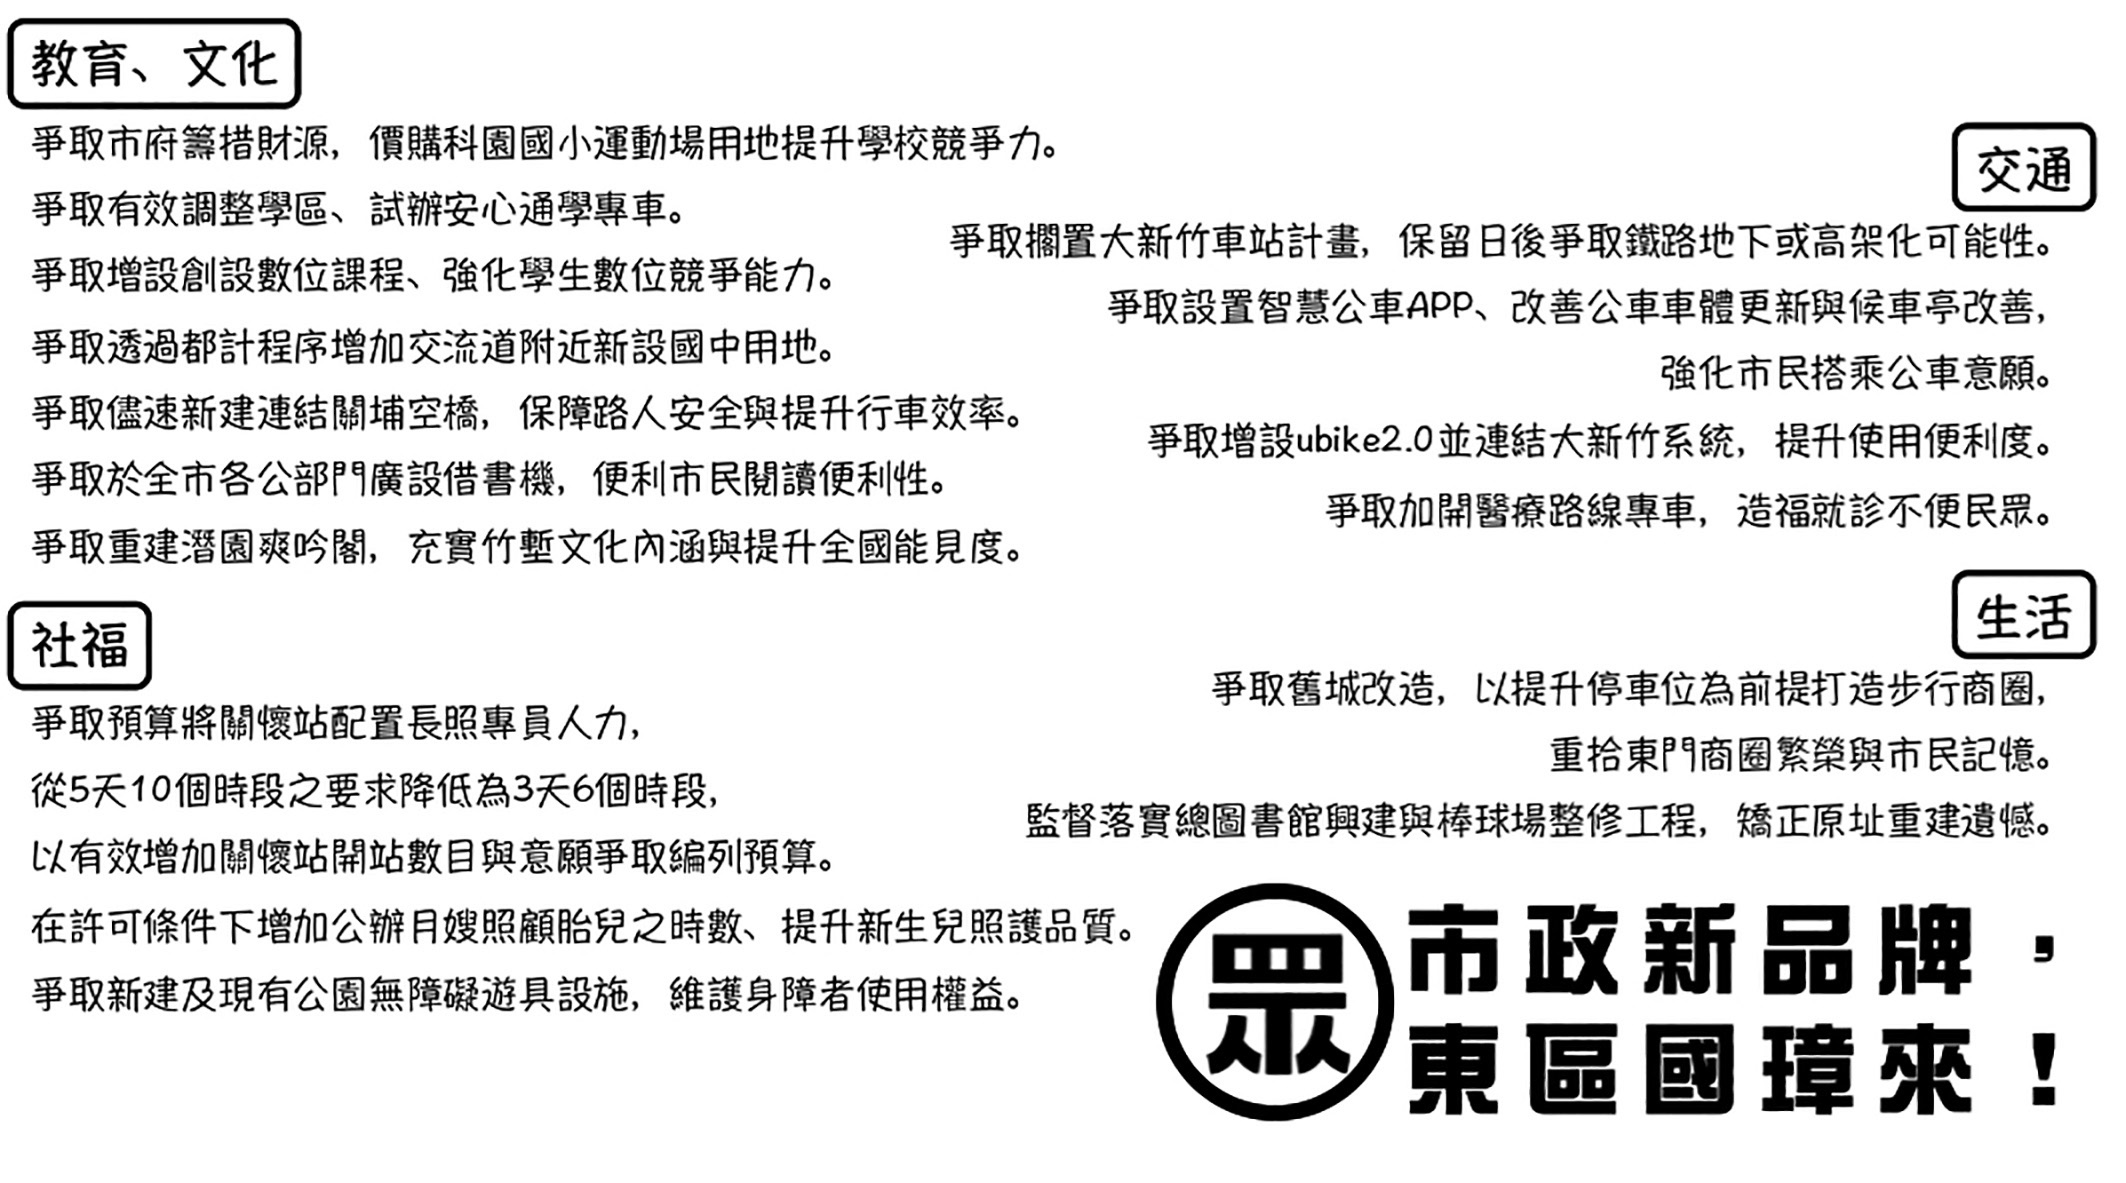 教育、文化
爭取市府籌措財源，價購科園國小運動場用地提升學校競爭力。
爭取有效調整學區、試辦安心通學專車。
爭取增設創設數位課程、強化學生數位競爭能力。
爭取透過都計程序增加交流道附近新設國中用地。
爭取儘速新建連結關埔空橋，保障路人安全與提升行車效率。
爭取於全市各公部門廣設借書機，便利市民閱讀便利性。
爭取重建潛園爽吟閣，充實竹塹文化內涵與提升全國能見度。
社福
爭取預算將關懷站配置長照專員人力，
從5天10個時段之要求降低為3天6個時段，
以有效增加關懷站開站數目與意願爭取編列預算。
在許可條件下增加公辦月嫂照顧胎兒之時數、提升新生兒照護品質。
爭取新建及現有公園無障礙遊具設施，維護身障者使用權益。
交通
爭取擱置大新竹車站計畫，保留日後爭取鐵路地下或高架化可能性。
爭取設置智慧公車APP、改善公車車體更新與候車亭改善，
強化市民搭乘公車意願。
爭取增設ubike2.0並連結大新竹系統，提升使用便利度。
爭取加開醫療路線專車，造福就診不便民眾。
生活
爭取舊城改造，以提升停車位為前提打造步行商圈，
重拾東門商圈繁榮與市民記憶。
監督落實總圖書館興建與棒球場整修工程，矯正原址重建遺憾。
眾
市政新品牌，
東區國璋來！